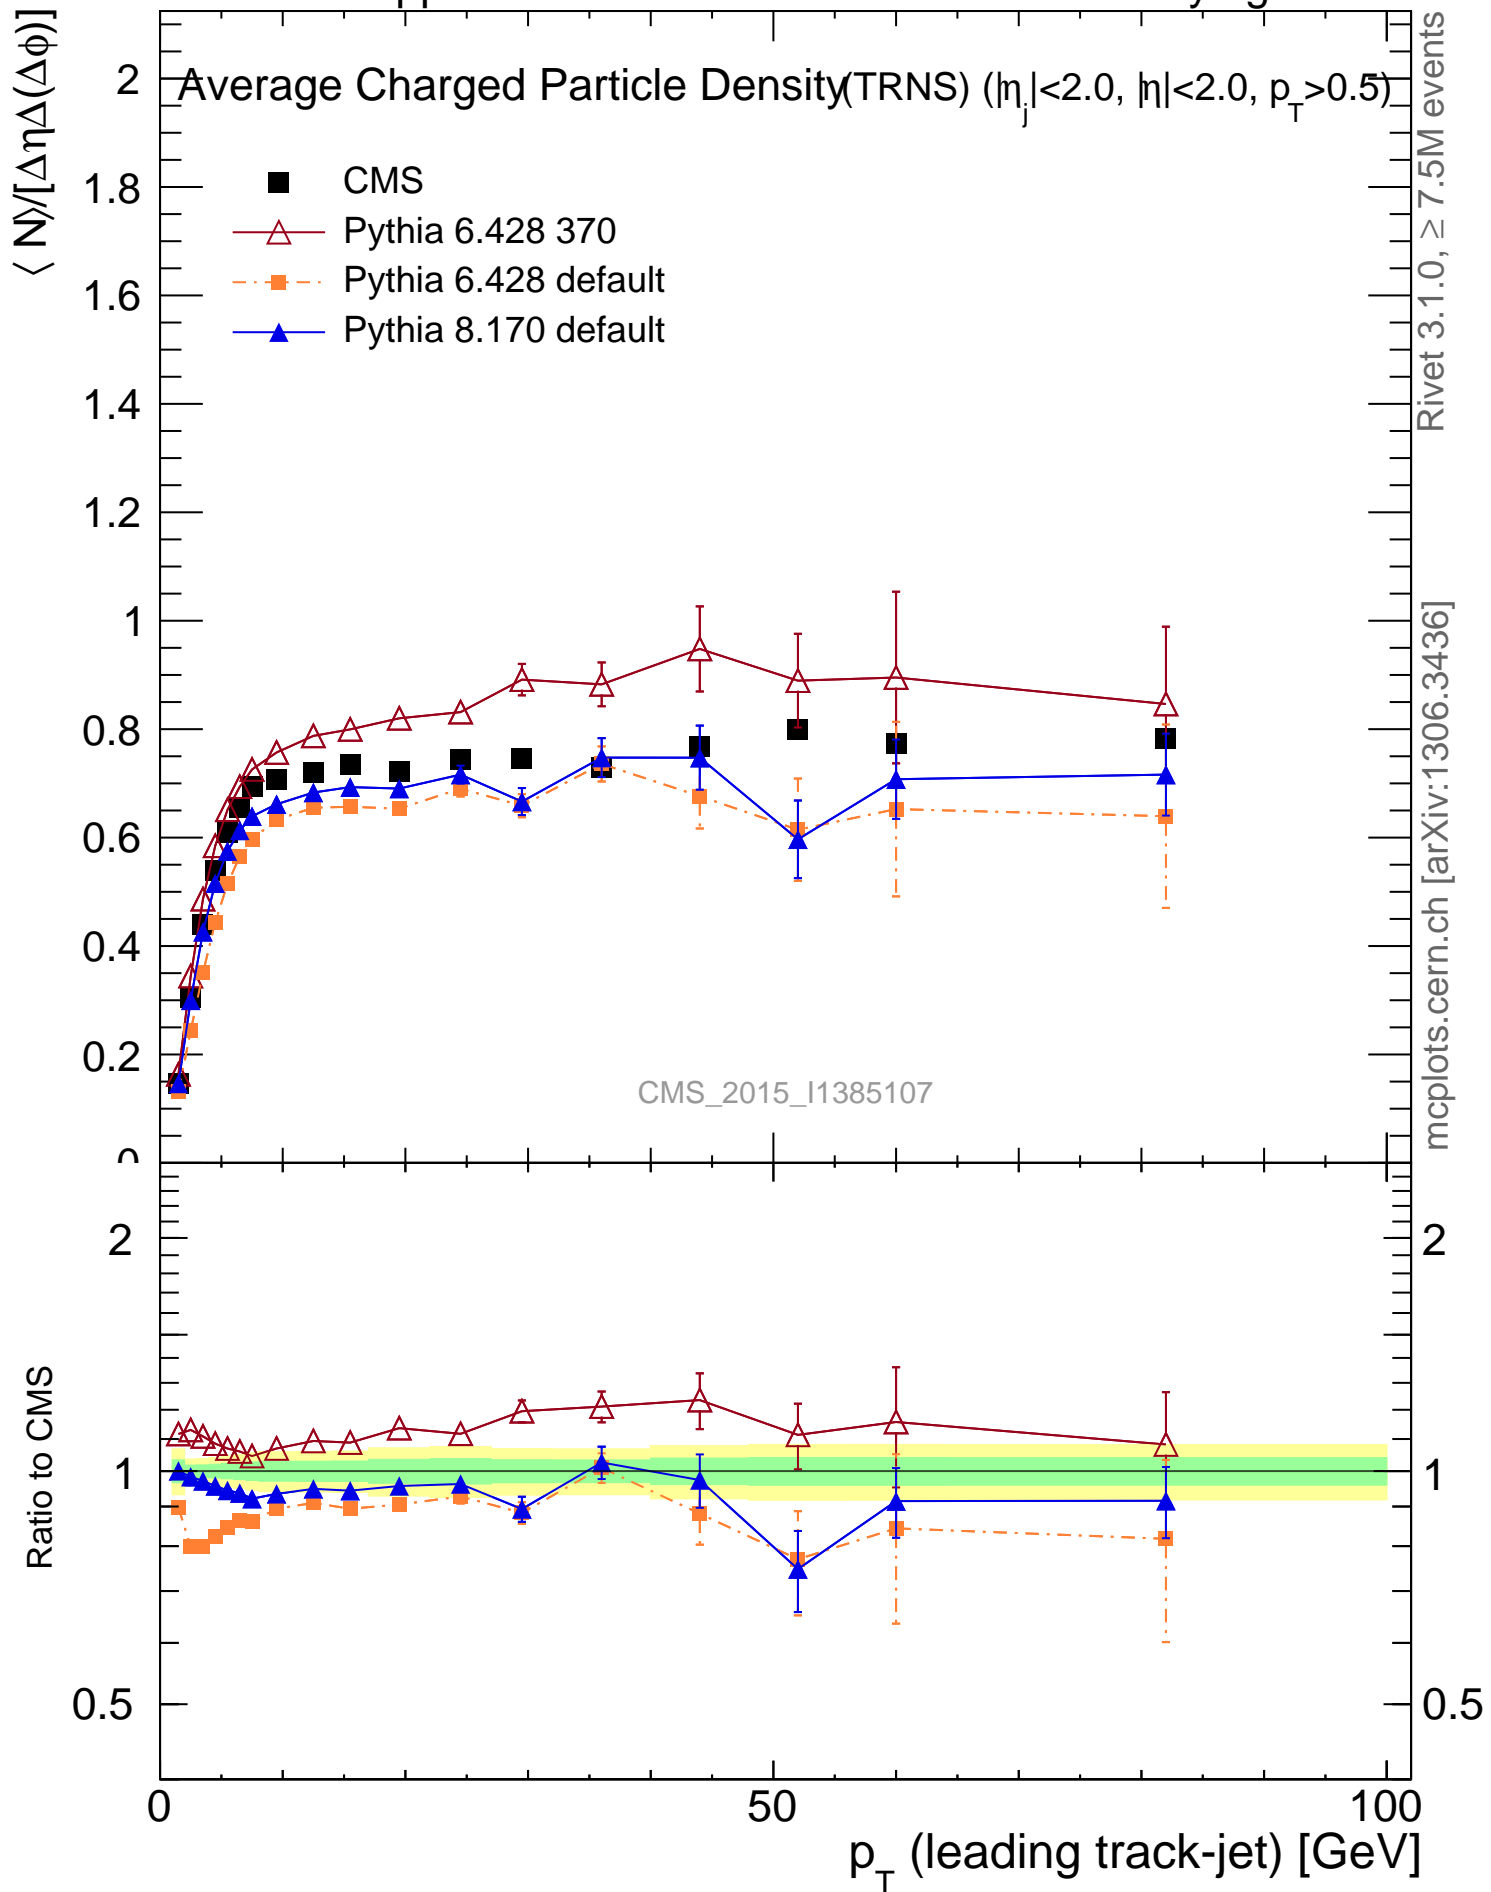 ⟨ N⟩/[ΔηΔ(Δϕ)]
Average Charged Particle Density(TRNS) (|η_j|<2.0, |η|<2.0, p_T>0.5)
CMS
Pythia 6.428 370
Pythia 6.428 default
Pythia 8.170 default
2
1.8
1.6
1.4
1.2
1
0.8
0.6
0.4
0.2
0
CMS_2015_I1385107
Rivet 3.1.0, ≥ 7.5M events
mcplots.cern.ch [arXiv:1306.3436]
Ratio to CMS
2
1
0.5
2
1
0.5
0
50
100
p_T (leading track-jet) [GeV]